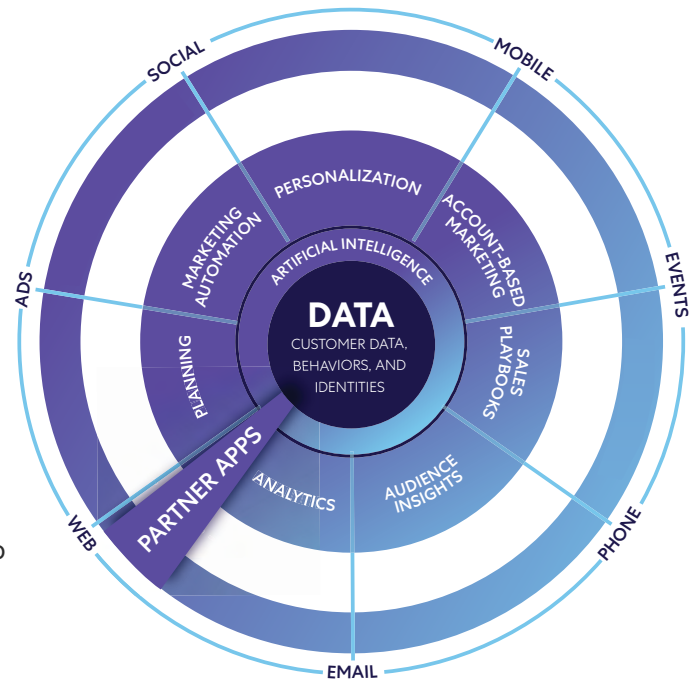 SOCIAL
MOBILE
PERSONALIZATION
MARKETING
AUTOMATION
ACCOUNT-BASED
MARKETING
ARTIFICIAL INTELLIGENCE
ADS
EVENTS
DATA
CUSTOMER DATA,
BEHAVIORS, AND
IDENTITIES
PLANNING
SALES
PLAYBOOKS
PARTNER APPS
ANALYTICS
AUDIENCE
INSIGHTS
WEB
PHONE
EMAIL